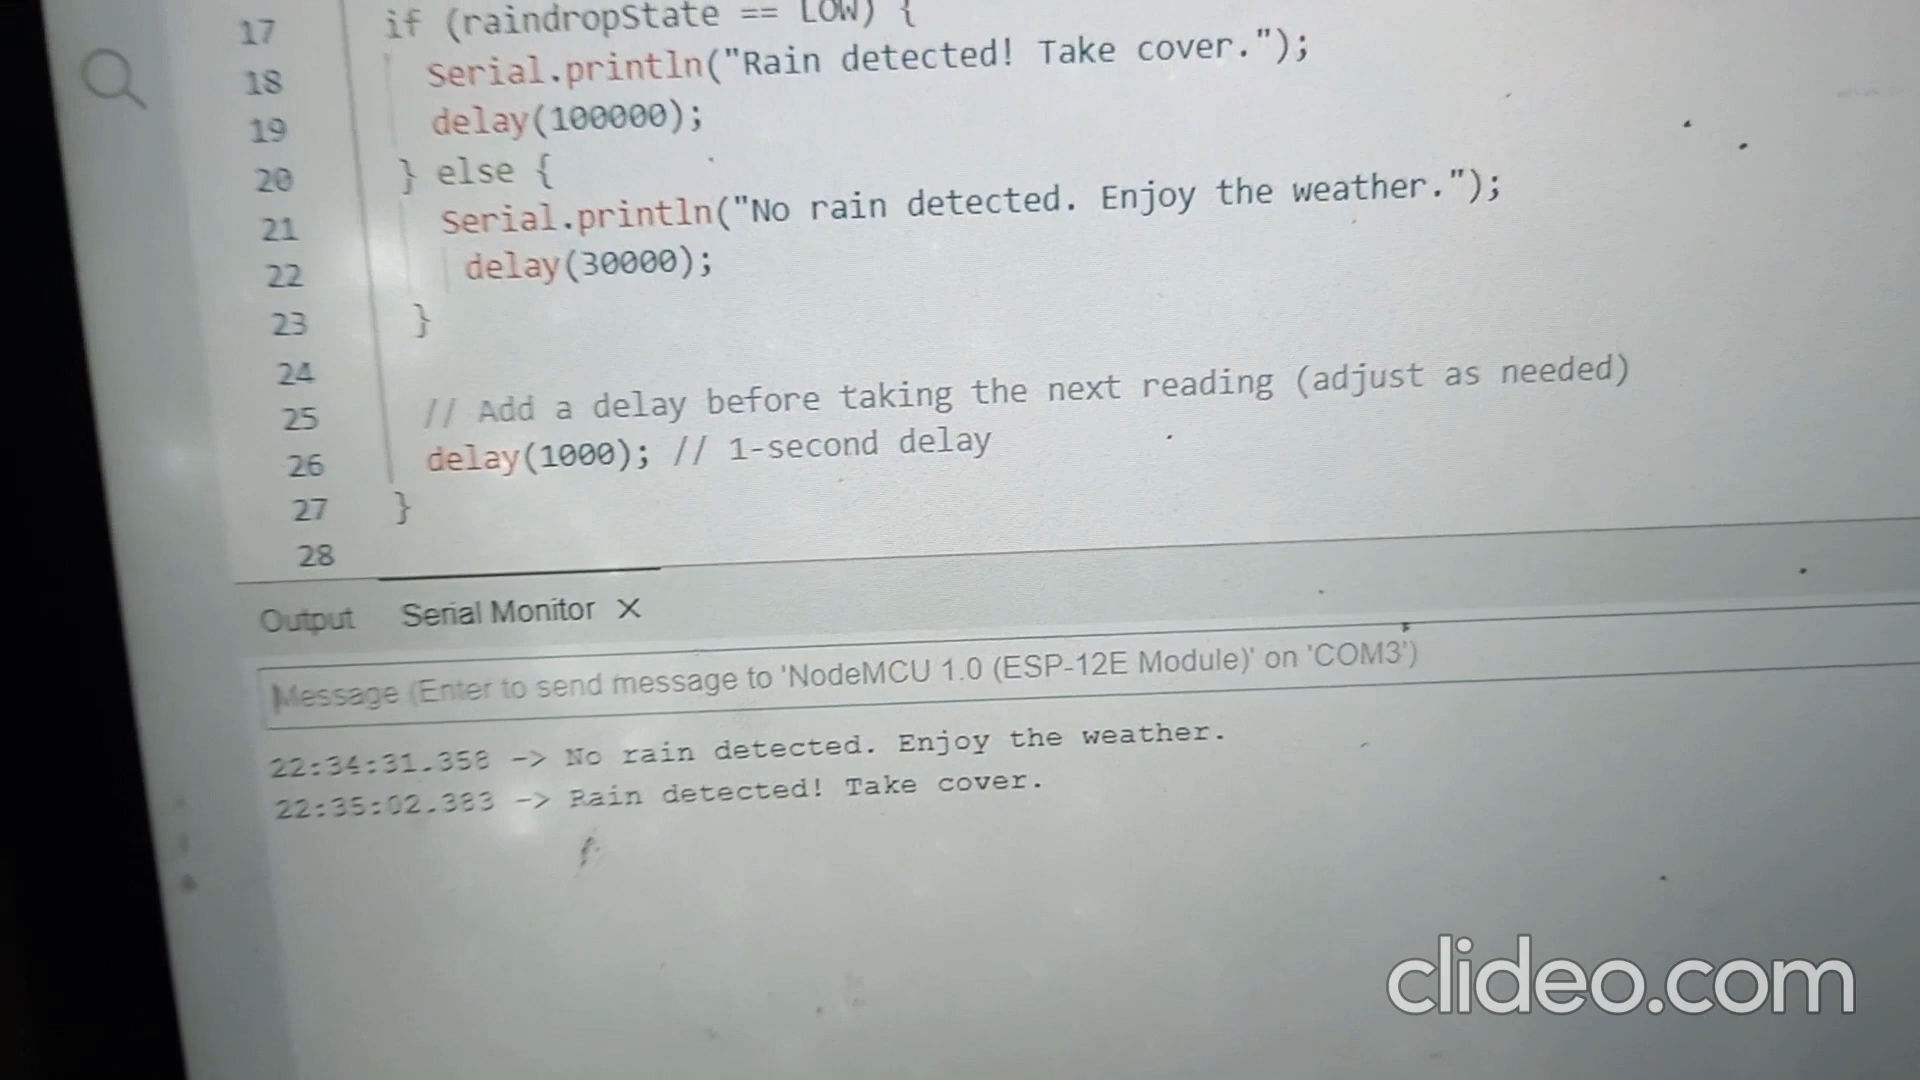 17 if (raindropState == LOW) {
18 Serial.println("Rain detected! Take cover.");
19 delay(100000);
20 } else {
21 Serial.println("No rain detected. Enjoy the weather.");
22 delay(30000);
23 }
24
25 // Add a delay before taking the next reading (adjust as needed)
26 delay(1000); // 1-second delay
27 }
28
Output Serial Monitor X
Message (Enter to send message to 'NodeMCU 1.0 (ESP-12E Module)' on 'COM3')
22:34:31.358 -> No rain detected. Enjoy the weather.
22:35:02.383 -> Rain detected! Take cover.
clideo.com